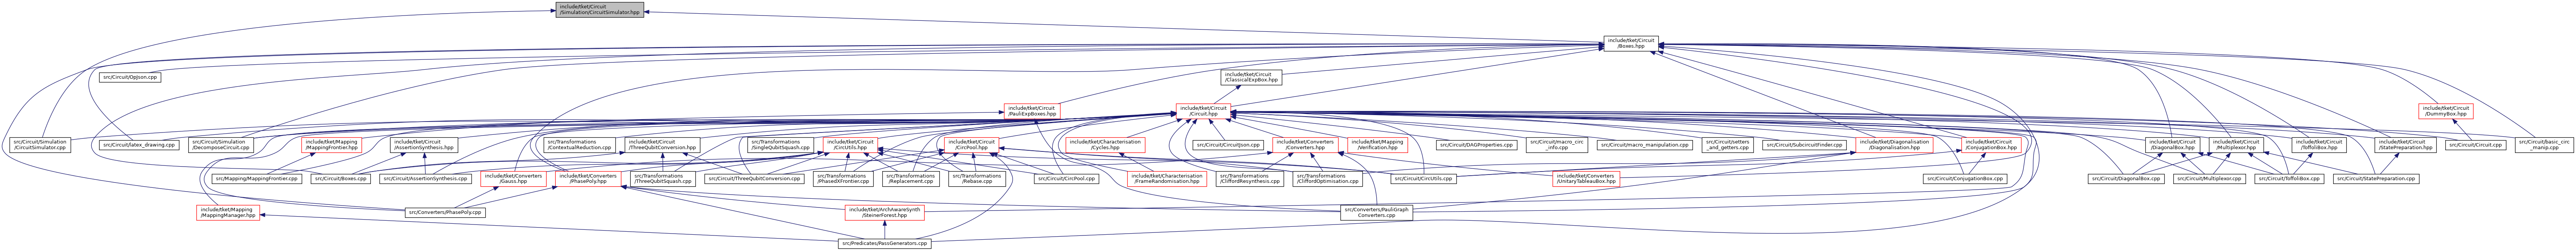 include/tket/Circuit
/Simulation/CircuitSimulator.hpp
include/tket/Circuit
/Boxes.hpp
src/Circuit/OpJson.cpp
include/tket/Circuit
/ClassicalExpBox.hpp
include/tket/Circuit
/PauliExpBoxes.hpp
include/tket/Circuit
/Circuit.hpp
include/tket/Circuit
/DummyBox.hpp
src/Circuit/Simulation
/CircuitSimulator.cpp
src/Circuit/latex_drawing.cpp
src/Circuit/Simulation
/DecomposeCircuit.cpp
include/tket/Mapping
/MappingFrontier.hpp
include/tket/Circuit
/AssertionSynthesis.hpp
src/Transformations
/ContextualReduction.cpp
include/tket/Circuit
/ThreeQubitConversion.hpp
src/Transformations
/SingleQubitSquash.cpp
include/tket/Circuit
/CircUtils.hpp
include/tket/Circuit
/CircPool.hpp
include/tket/Characterisation
/Cycles.hpp
src/Circuit/CircuitJson.cpp
include/tket/Converters
/Converters.hpp
include/tket/Mapping
/Verification.hpp
src/Circuit/DAGProperties.cpp
src/Circuit/macro_circ
_info.cpp
src/Circuit/macro_manipulation.cpp
src/Circuit/setters
_and_getters.cpp
src/Circuit/SubcircuitFinder.cpp
include/tket/Diagonalisation
/Diagonalisation.hpp
include/tket/Circuit
/ConjugationBox.hpp
include/tket/Circuit
/DiagonalBox.hpp
include/tket/Circuit
/Multiplexor.hpp
include/tket/Circuit
/ToffoliBox.hpp
include/tket/Circuit
/StatePreparation.hpp
src/Circuit/Circuit.cpp
src/Circuit/basic_circ
_manip.cpp
src/Mapping/MappingFrontier.cpp
src/Circuit/Boxes.cpp
src/Circuit/AssertionSynthesis.cpp
include/tket/Converters
/Gauss.hpp
include/tket/Converters
/PhasePoly.hpp
src/Transformations
/ThreeQubitSquash.cpp
src/Circuit/ThreeQubitConversion.cpp
src/Transformations
/PhasedXFrontier.cpp
src/Transformations
/Replacement.cpp
src/Transformations
/Rebase.cpp
src/Circuit/CircPool.cpp
include/tket/Characterisation
/FrameRandomisation.hpp
src/Transformations
/CliffordResynthesis.cpp
src/Transformations
/CliffordOptimisation.cpp
src/Circuit/CircUtils.cpp
include/tket/Converters
/UnitaryTableauBox.hpp
src/Circuit/ConjugationBox.cpp
src/Circuit/DiagonalBox.cpp
src/Circuit/Multiplexor.cpp
src/Circuit/ToffoliBox.cpp
src/Circuit/StatePreparation.cpp
include/tket/Mapping
/MappingManager.hpp
src/Converters/PhasePoly.cpp
include/tket/ArchAwareSynth
/SteinerForest.hpp
src/Converters/PauliGraph
Converters.cpp
src/Predicates/PassGenerators.cpp